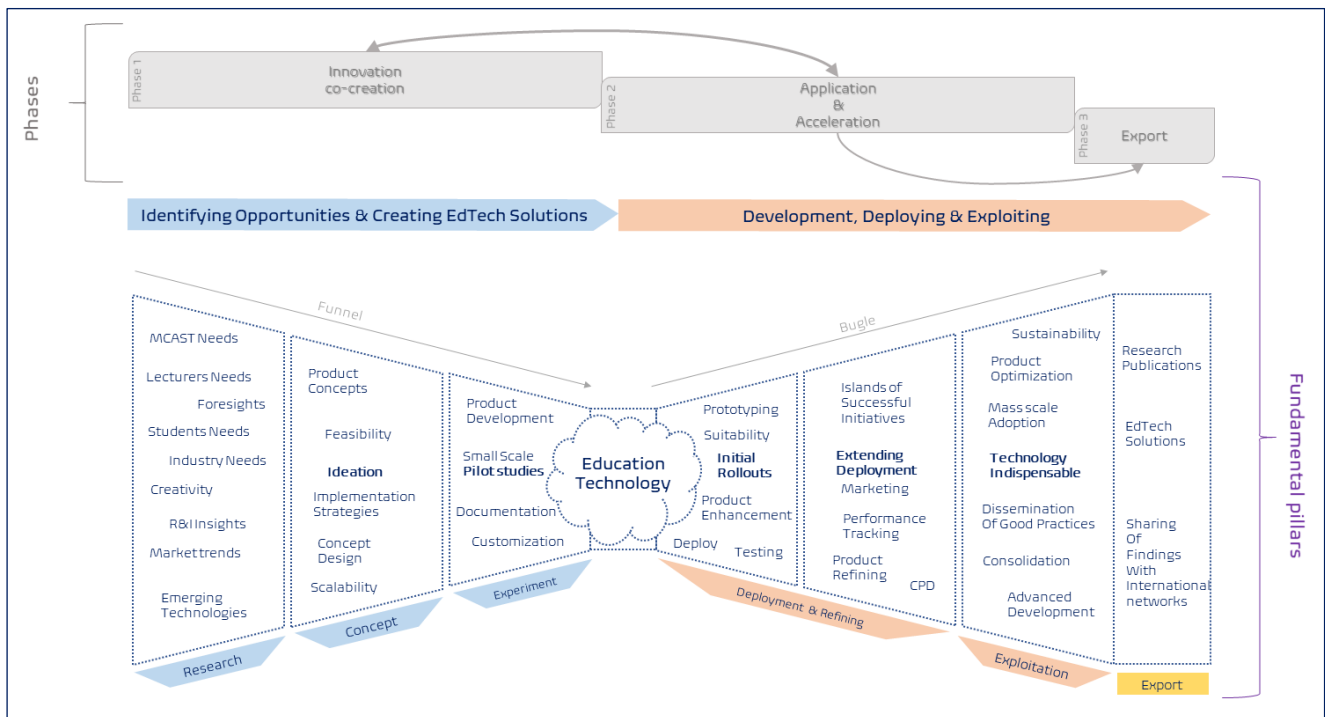 Phases
Phase 1
Innovation
co-creation
Phase 2
Application
&
Acceleration
Phase 3
Export
Identifying Opportunities & Creating EdTech Solutions
Development, Deploying & Exploiting
Funnel
Bugle
MCAST Needs
Lecturers Needs
Foresights
Students Needs
Industry Needs
Creativity
R&I Insights
Market trends
Emerging
Technologies
Product
Concepts
Feasibility
Ideation
Implementation
Strategies
Concept
Design
Scalability
Product
Development
Small Scale
Pilot studies
Documentation
Customization
Education
Technology
Prototyping
Suitability
Initial
Rollouts
Product
Enhancement
Deploy
Testing
Islands of
Successful
Initiatives
Extending
Deployment
Marketing
Performance
Tracking
Product
Refining
CPD
Sustainability
Product
Optimization
Mass scale
Adoption
Technology
Indispensable
Dissemination
Of Good Practices
Consolidation
Advanced
Development
Research
Publications
EdTech
Solutions
Sharing
Of
Findings
With
International
networks
Fundamental pillars
Research
Concept
Experiment
Deployment & Refining
Exploitation
Export